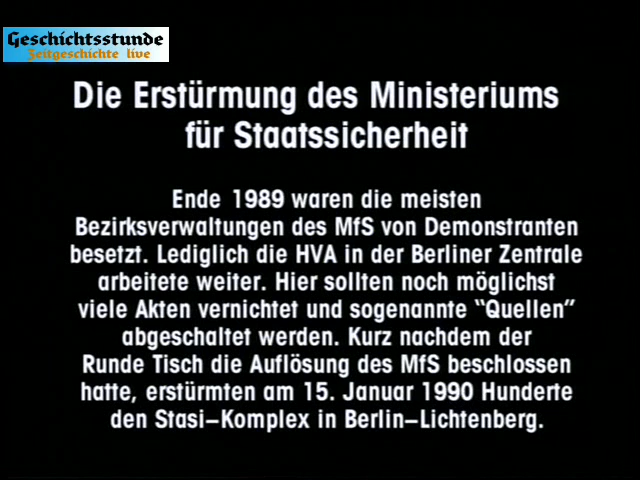 Geschichtsstunde
Zeitgeschichte live
Die Erstürmung des Ministeriums
für Staatssicherheit
Ende 1989 waren die meisten
Bezirksverwaltungen des MfS von Demonstranten
besetzt. Lediglich die HVA in der Berliner Zentrale
arbeitete weiter. Hier sollten noch möglichst
viele Akten vernichtet und sogenannte “Quellen”
abgeschaltet werden. Kurz nachdem der
Runde Tisch die Auflösung des MfS beschlossen
hatte, erstürmten am 15. Januar 1990 Hunderte
den Stasi-Komplex in Berlin-Lichtenberg.